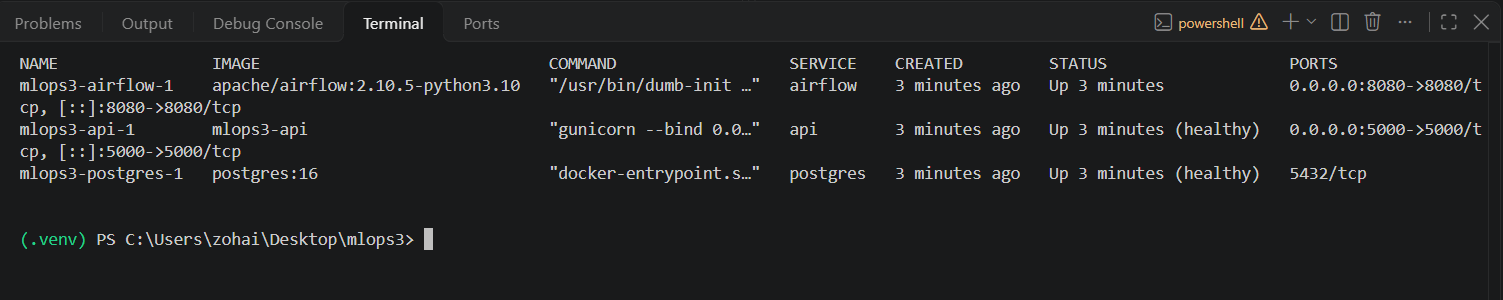 Problems Output Debug Console Terminal Ports powershell
NAME IMAGE COMMAND SERVICE CREATED STATUS PORTS
mlops3-airflow-1 apache/airflow:2.10.5-python3.10 "/usr/bin/dumb-init …" airflow 3 minutes ago Up 3 minutes 0.0.0.0:8080->8080/t
cp, [::]:8080->8080/tcp
mlops3-api-1 mlops3-api "gunicorn --bind 0.0…" api 3 minutes ago Up 3 minutes (healthy) 0.0.0.0:5000->5000/t
cp, [::]:5000->5000/tcp
mlops3-postgres-1 postgres:16 "docker-entrypoint.s…" postgres 3 minutes ago Up 3 minutes (healthy) 5432/tcp
(.venv) PS C:\Users\zohai\Desktop\mlops3>